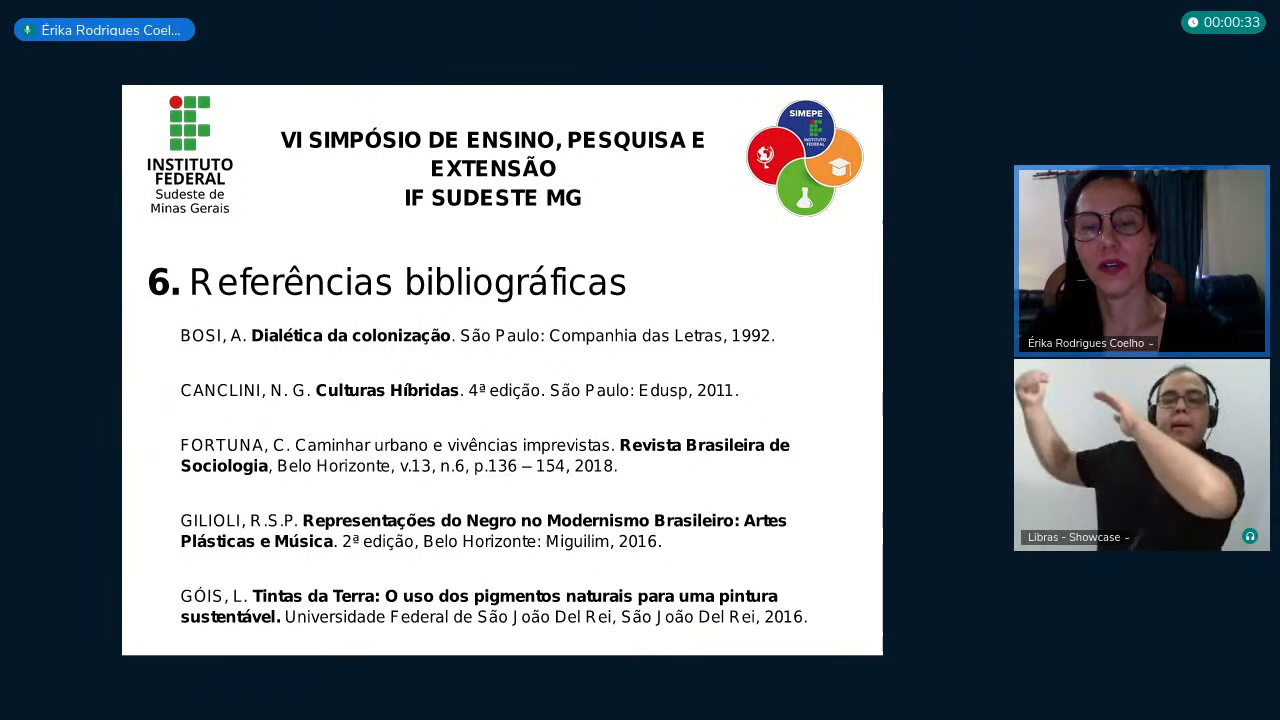 Érika Rodrigues Coel...
00:00:33
INSTITUTO
FEDERAL
Sudeste de
Minas Gerais
VI SIMPÓSIO DE ENSINO, PESQUISA E
EXTENSÃO
IF SUDESTE MG
SIMEPE
INSTITUTO
FEDERAL
6. Referências bibliográficas
BOSI, A. Dialética da colonização. São Paulo: Companhia das Letras, 1992.
CANCLINI, N. G. Culturas Híbridas. 4ª edição. São Paulo: Edusp, 2011.
FORTUNA, C. Caminhar urbano e vivências imprevistas. Revista Brasileira de
Sociologia, Belo Horizonte, v.13, n.6, p.136 – 154, 2018.
GILIOLI, R.S.P. Representações do Negro no Modernismo Brasileiro: Artes
Plásticas e Música. 2ª edição, Belo Horizonte: Miguilim, 2016.
GÓIS, L. Tintas da Terra: O uso dos pigmentos naturais para uma pintura
sustentável. Universidade Federal de São João Del Rei, São João Del Rei, 2016.
Érika Rodrigues Coelho
Libras - Showcase